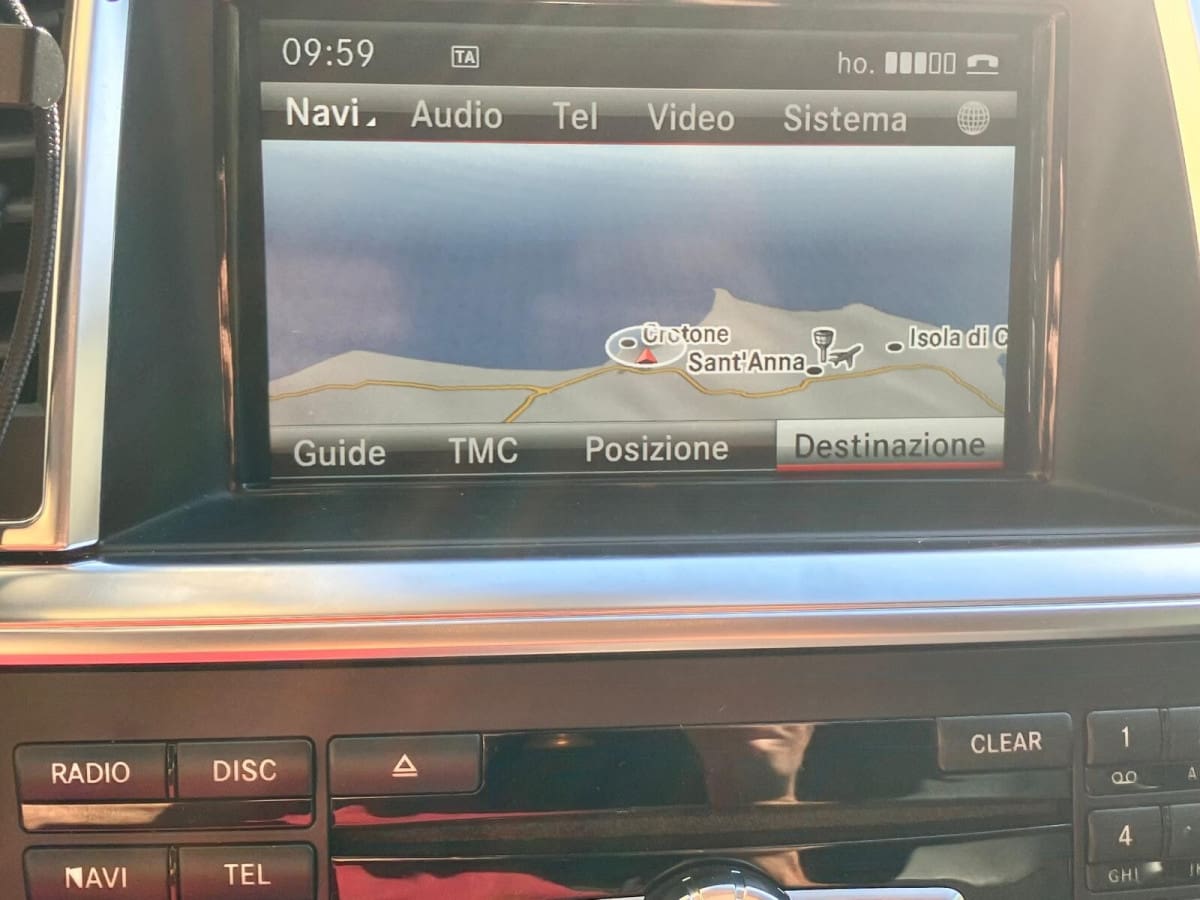 09:59 TA ho.
Navi Audio Tel Video Sistema
Crotone
Isola di C
Sant'Anna
Guide TMC Posizione Destinazione
CLEAR 1
RADIO DISC
4
NAVI TEL
GHI